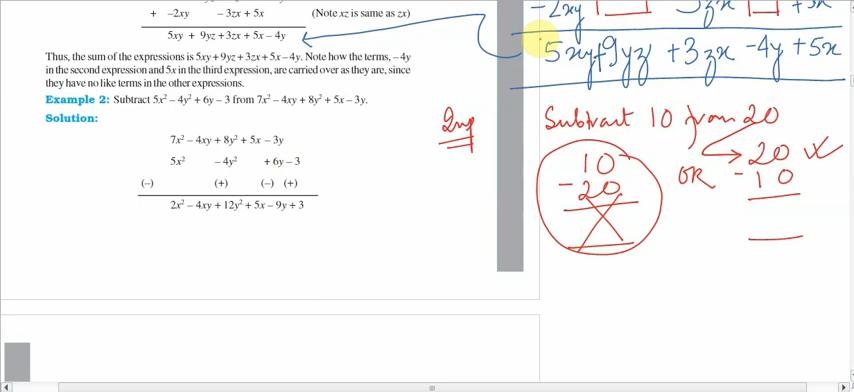 + –2xy – 3zx + 5x (Note xz is same as zx)
5xy + 9yz + 3zx + 5x – 4y
Thus, the sum of the expressions is 5xy + 9yz + 3zx + 5x – 4y. Note how the terms, – 4y
in the second expression and 5x in the third expression, are carried over as they are, since
they have no like terms in the other expressions.
Example 2: Subtract 5x² – 4y² + 6y – 3 from 7x² – 4xy + 8y² + 5x – 3y.
Solution:
7x² – 4xy + 8y² + 5x – 3y
5x² – 4y² + 6y – 3
(–) (+) (–) (+)
2x² – 4xy + 12y² + 5x – 9y + 3
-2xy
5xy+9yz +3zx -4y +5x
Subtract 10 from 20
10
-20
OR
20
-10